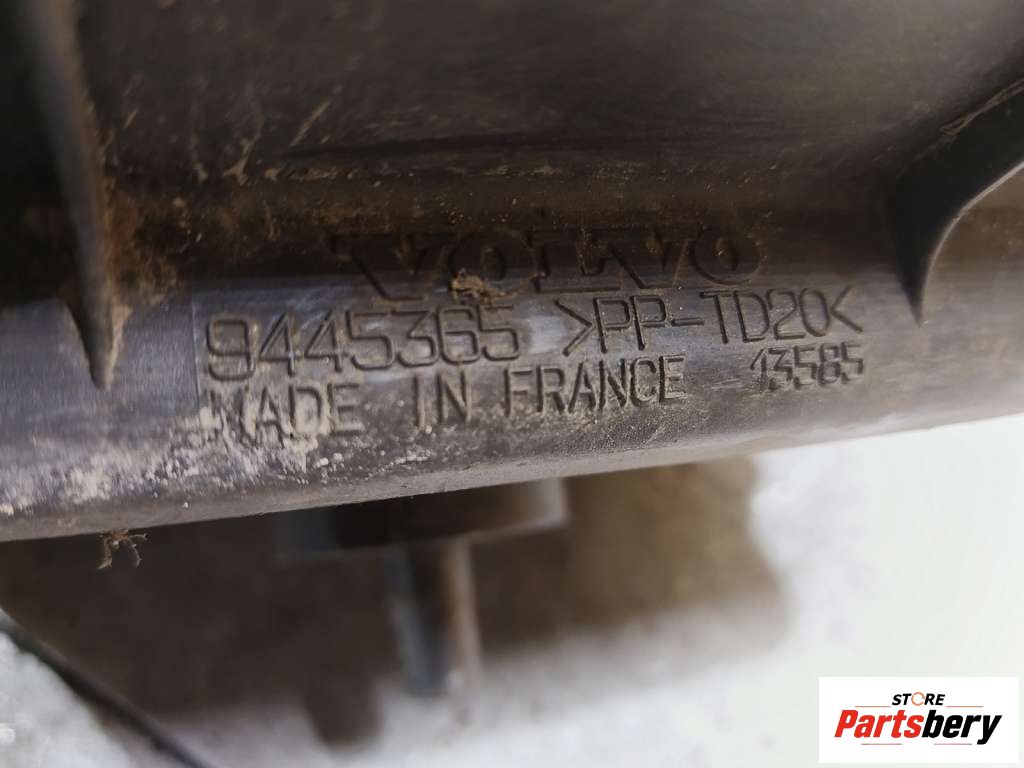 VOLVO
9445365 >PP-TD20<
MADE IN FRANCE 13585
STORE
Partsbery